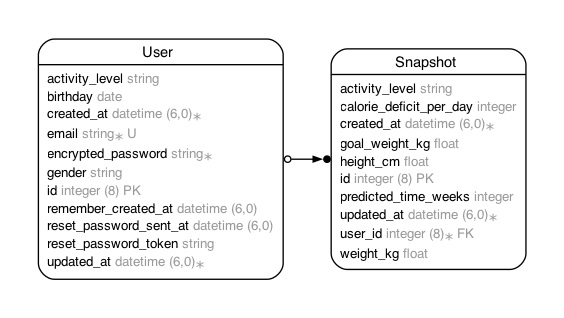 User
activity_level string
birthday date
created_at datetime (6,0)∗
email string∗ U
encrypted_password string∗
gender string
id integer (8) PK
remember_created_at datetime (6,0)
reset_password_sent_at datetime (6,0)
reset_password_token string
updated_at datetime (6,0)∗
Snapshot
activity_level string
calorie_deficit_per_day integer
created_at datetime (6,0)∗
goal_weight_kg float
height_cm float
id integer (8) PK
predicted_time_weeks integer
updated_at datetime (6,0)∗
user_id integer (8)∗ FK
weight_kg float